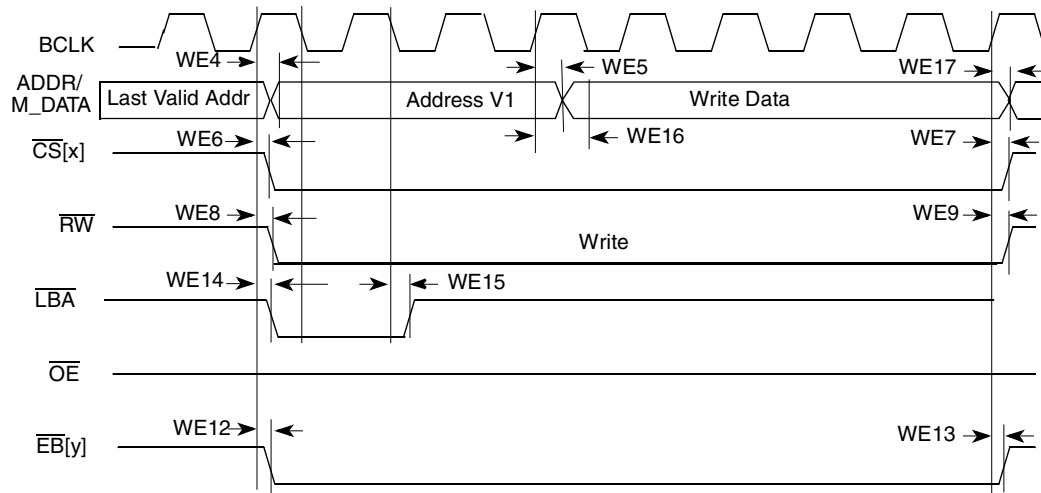 BCLK
WE4
WE5
WE17
ADDR/
M_DATA
Last Valid Addr
Address V1
Write Data
WE6
WE16
WE7
CS[x]
WE8
WE9
RW
Write
WE14
WE15
LBA
OE
WE12
WE13
EB[y]